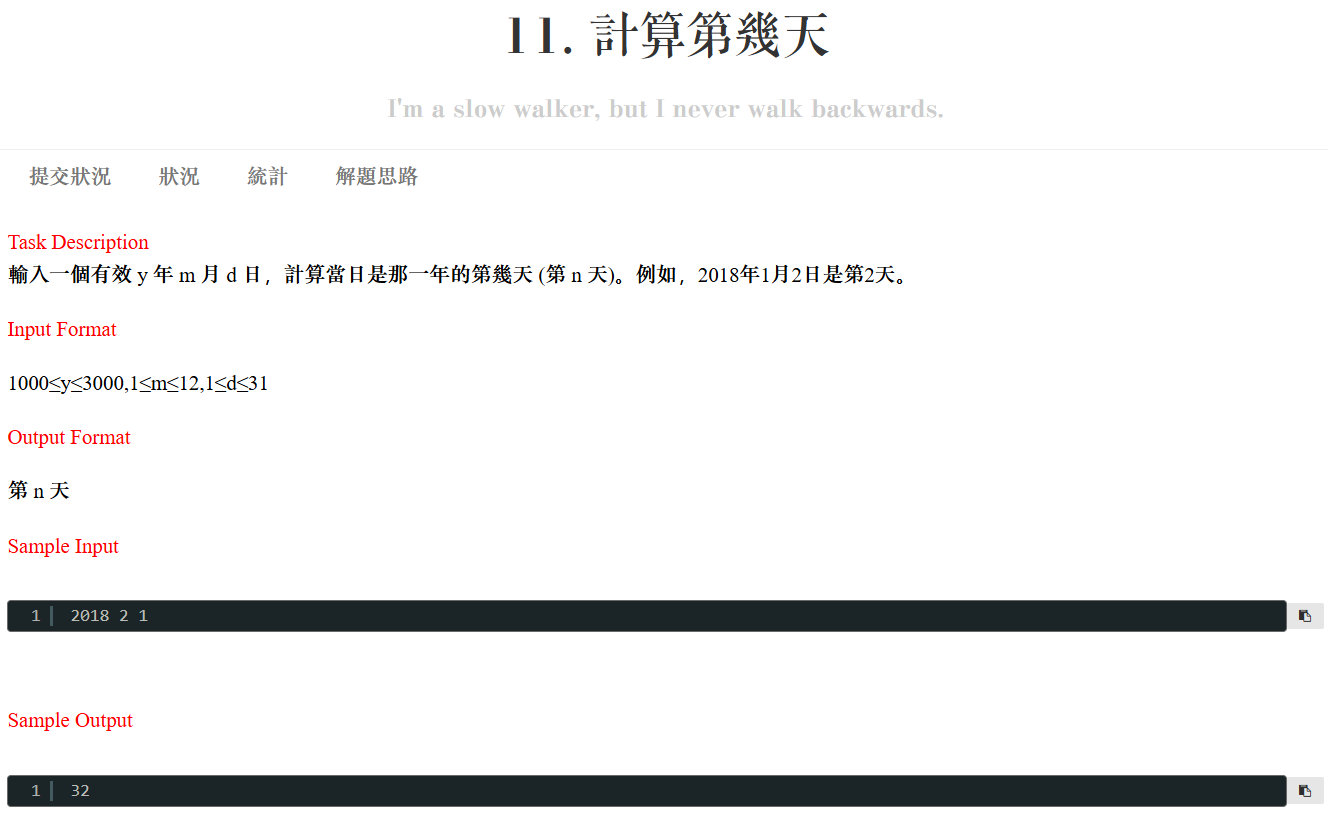 11. 計算第幾天
I'm a slow walker, but I never walk backwards.
提交狀況 狀況 統計 解題思路
Task Description
輸入一個有效 y 年 m 月 d 日，計算當日是那一年的第幾天 (第 n 天)。例如，2018年1月2日是第2天。
Input Format
1000≤y≤3000,1≤m≤12,1≤d≤31
Output Format
第 n 天
Sample Input
1 2018 2 1
Sample Output
1 32